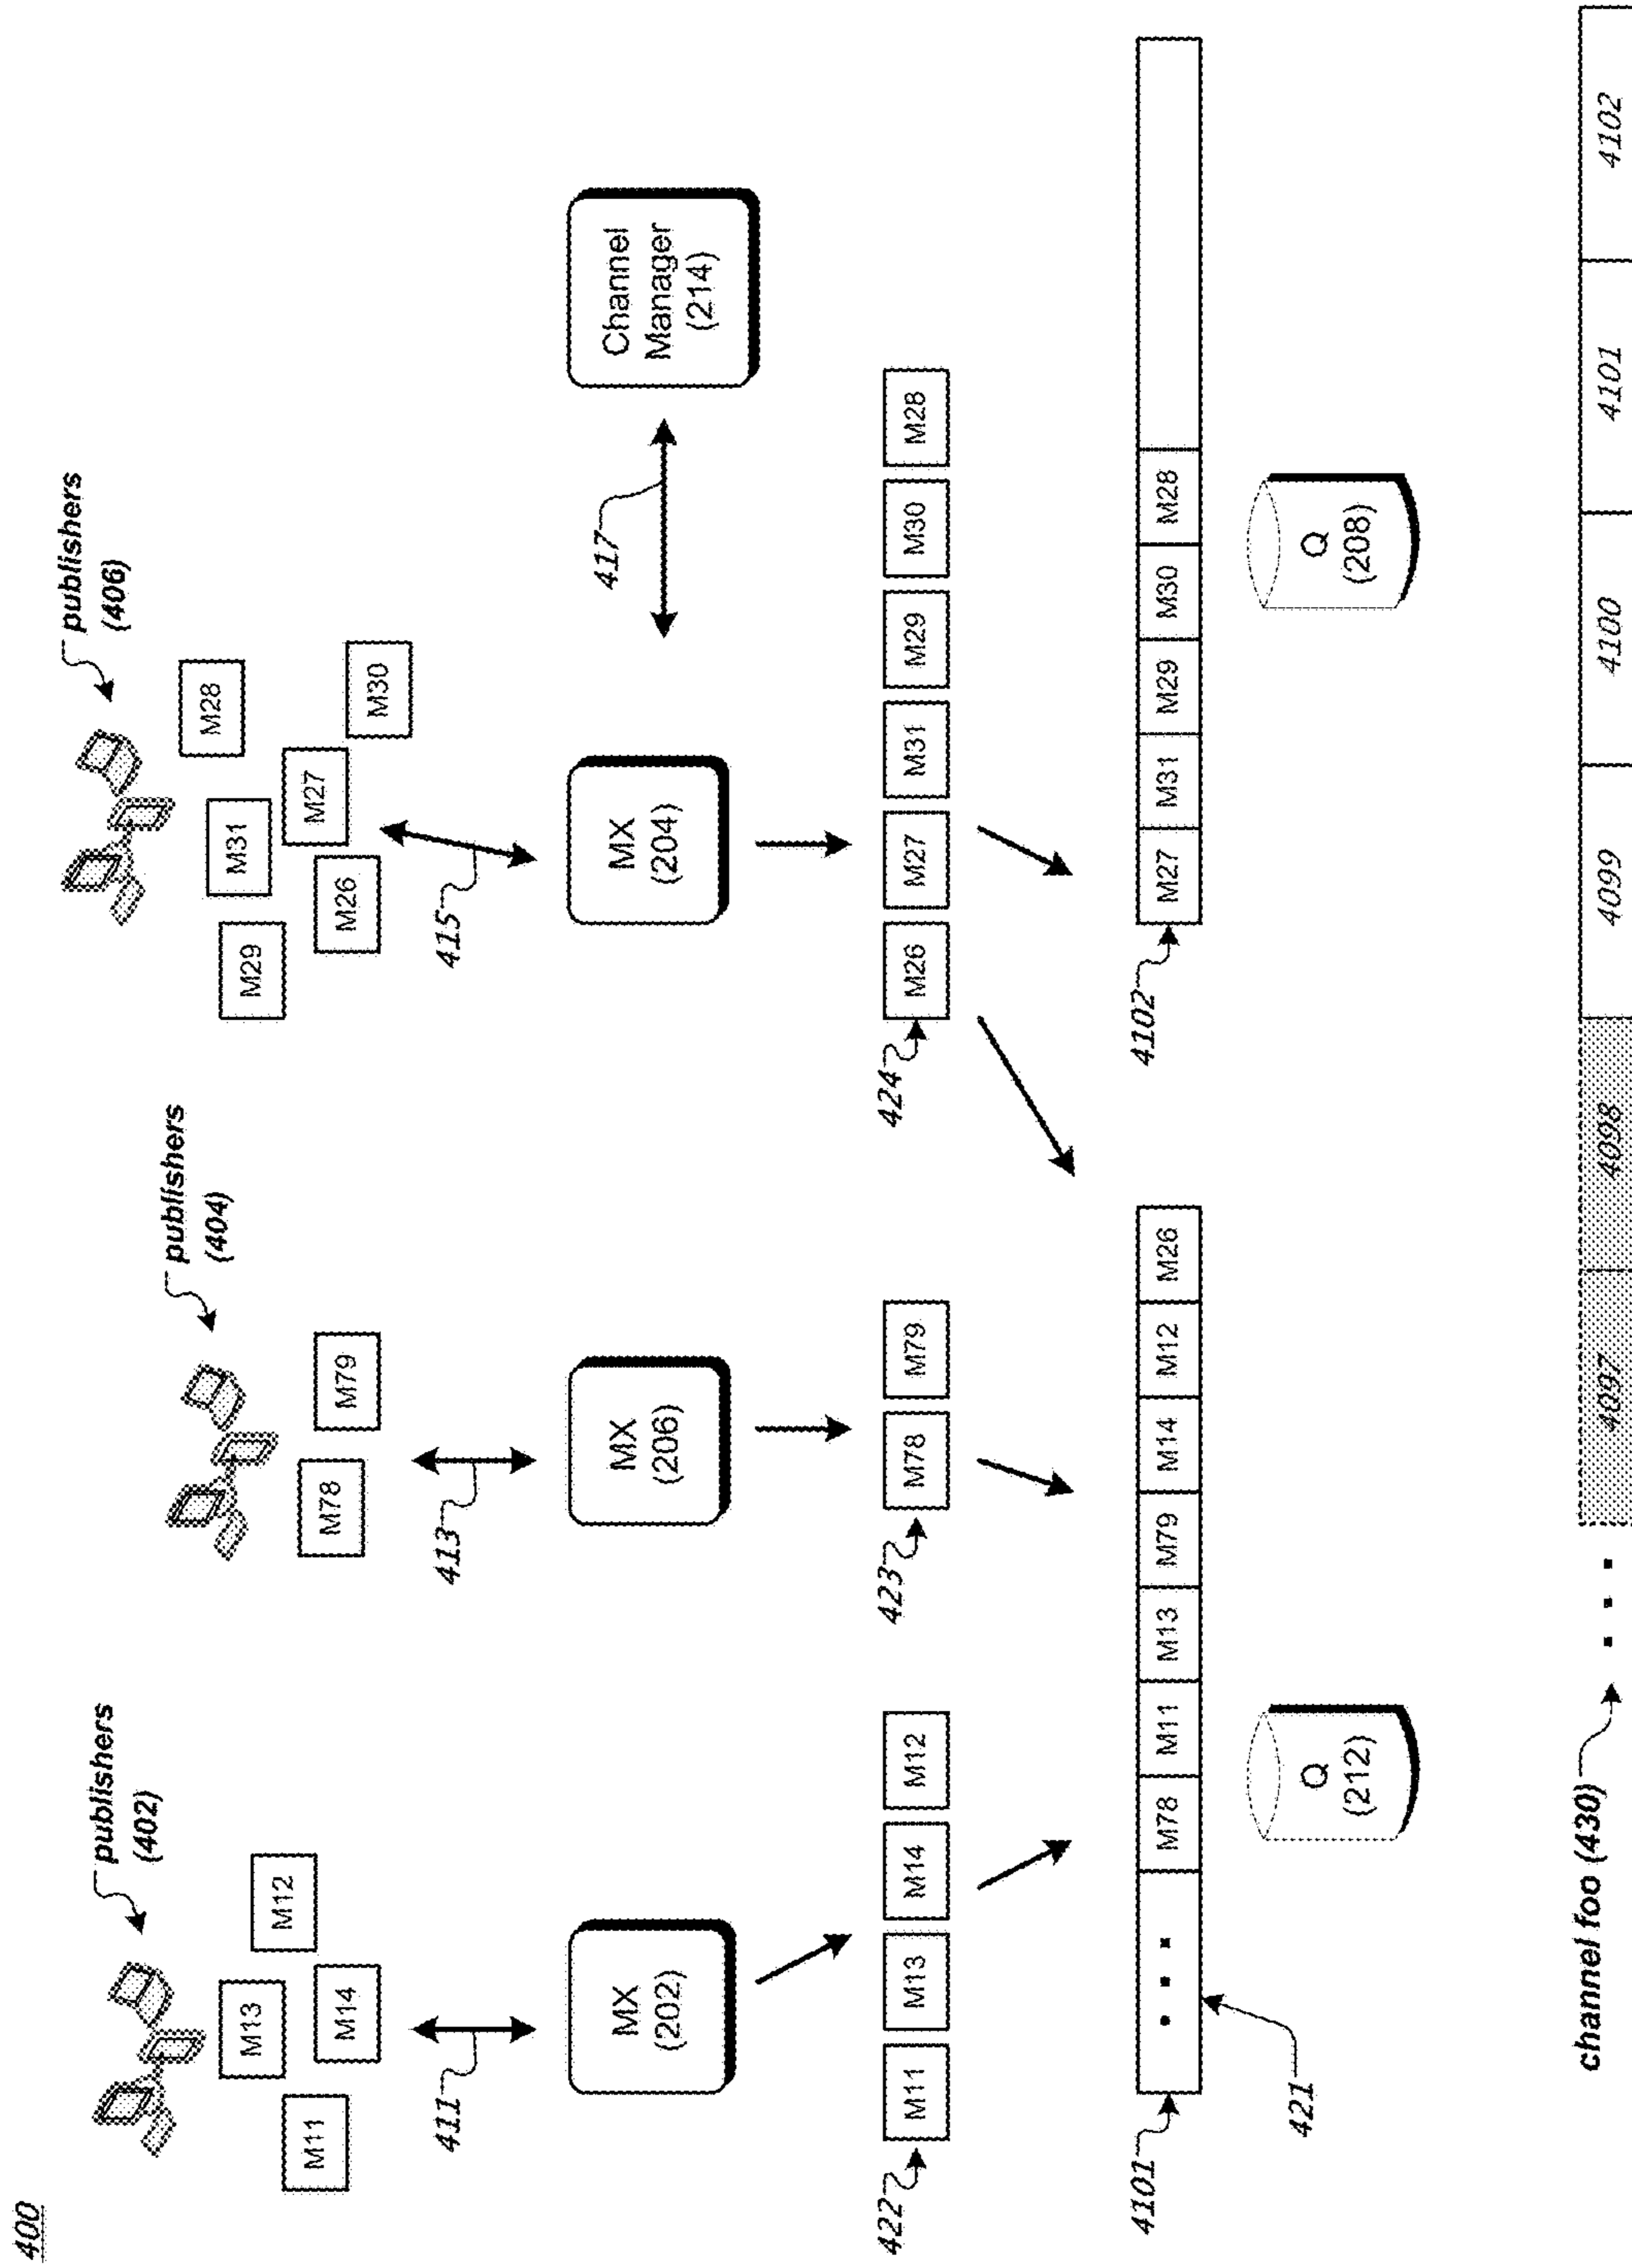 400
publishers
(402)
publishers
(404)
publishers
(406)
M11
M13
M14
M12
M78
M79
M29
M26
M31
M27
M28
M30
411
413
415
MX
(202)
MX
(206)
MX
(204)
417
Channel
Manager
(214)
422
M11
M13
M14
M12
423
M78
M79
424
M26
M27
M31
M29
M30
M28
4101
• • •
M78
M11
M13
M79
M14
M12
M26
4102
M27
M31
M29
M30
M28
421
Q
(212)
Q
(208)
channel foo (430)
• • •
4097
4098
4099
4100
4101
4102